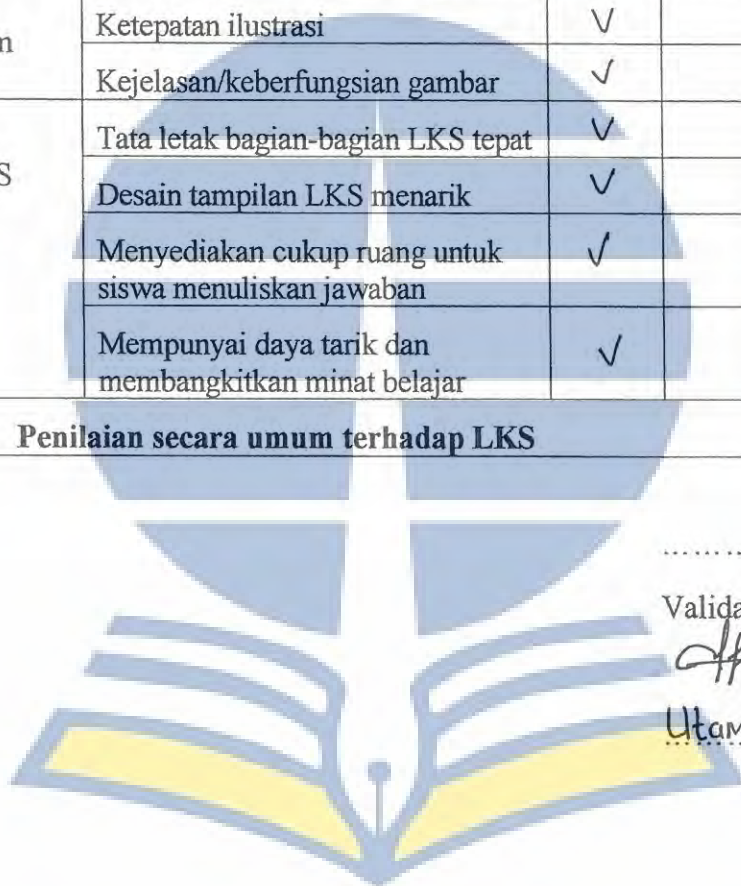 Ketepatan ilustrasi √
Kejelasan/keberfungsian gambar √
Tata letak bagian-bagian LKS tepat √
S
Desain tampilan LKS menarik √
Menyediakan cukup ruang untuk √
siswa menuliskan jawaban
Mempunyai daya tarik dan √
membangkitkan minat belajar
Penilaian secara umum terhadap LKS
..........
Valida
Utam